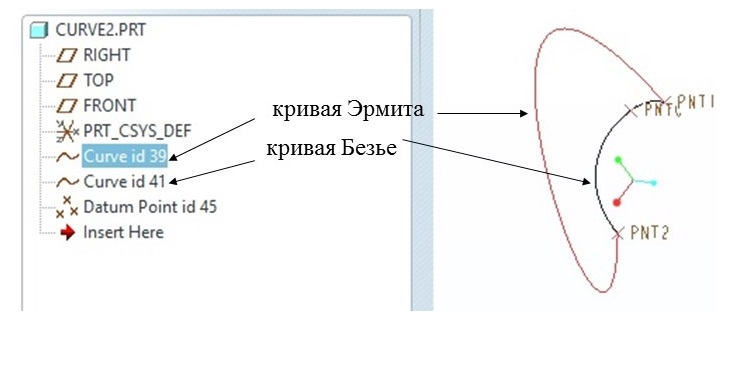 CURVE2.PRT
RIGHT
TOP
FRONT
PRT_CSYS_DEF
Curve id 39
Curve id 41
Datum Point id 45
Insert Here
кривая Эрмита
кривая Безье
PNT1
PNT0
PNT2